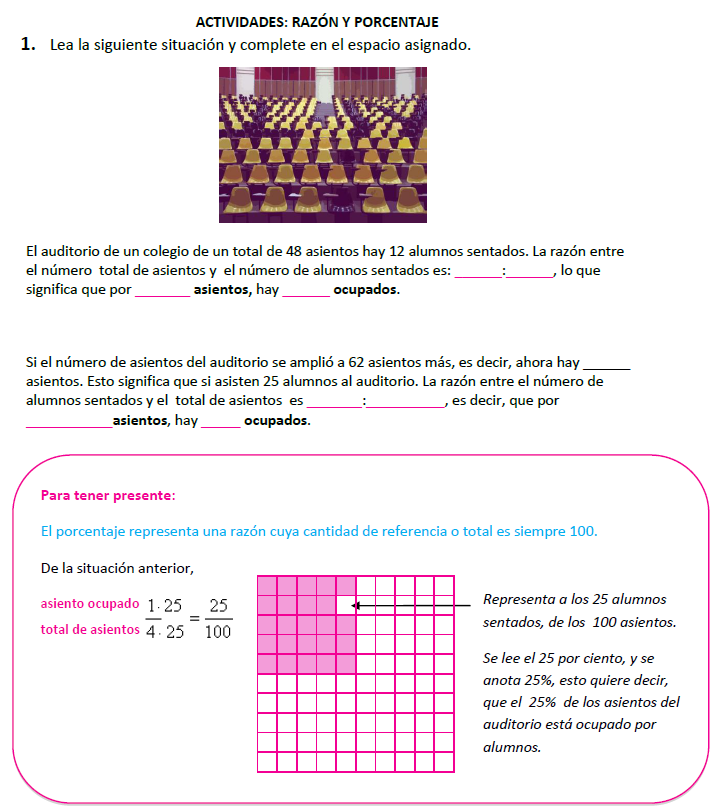 ACTIVIDADES: RAZÓN Y PORCENTAJE
1. Lea la siguiente situación y complete en el espacio asignado.
El auditorio de un colegio de un total de 48 asientos hay 12 alumnos sentados. La razón entre
el número total de asientos y el número de alumnos sentados es: ______:______, lo que
significa que por _______ asientos, hay ______ ocupados.
Si el número de asientos del auditorio se amplió a 62 asientos más, es decir, ahora hay ______
asientos. Esto significa que si asisten 25 alumnos al auditorio. La razón entre el número de
alumnos sentados y el total de asientos es _______:__________, es decir, que por
___________asientos, hay _____ ocupados.
Para tener presente:
El porcentaje representa una razón cuya cantidad de referencia o total es siempre 100.
De la situación anterior,
asiento ocupado 1 · 25 = 25
total de asientos 4 · 25 100
Representa a los 25 alumnos
sentados, de los 100 asientos.
Se lee el 25 por ciento, y se
anota 25%, esto quiere decir,
que el 25% de los asientos del
auditorio está ocupado por
alumnos.